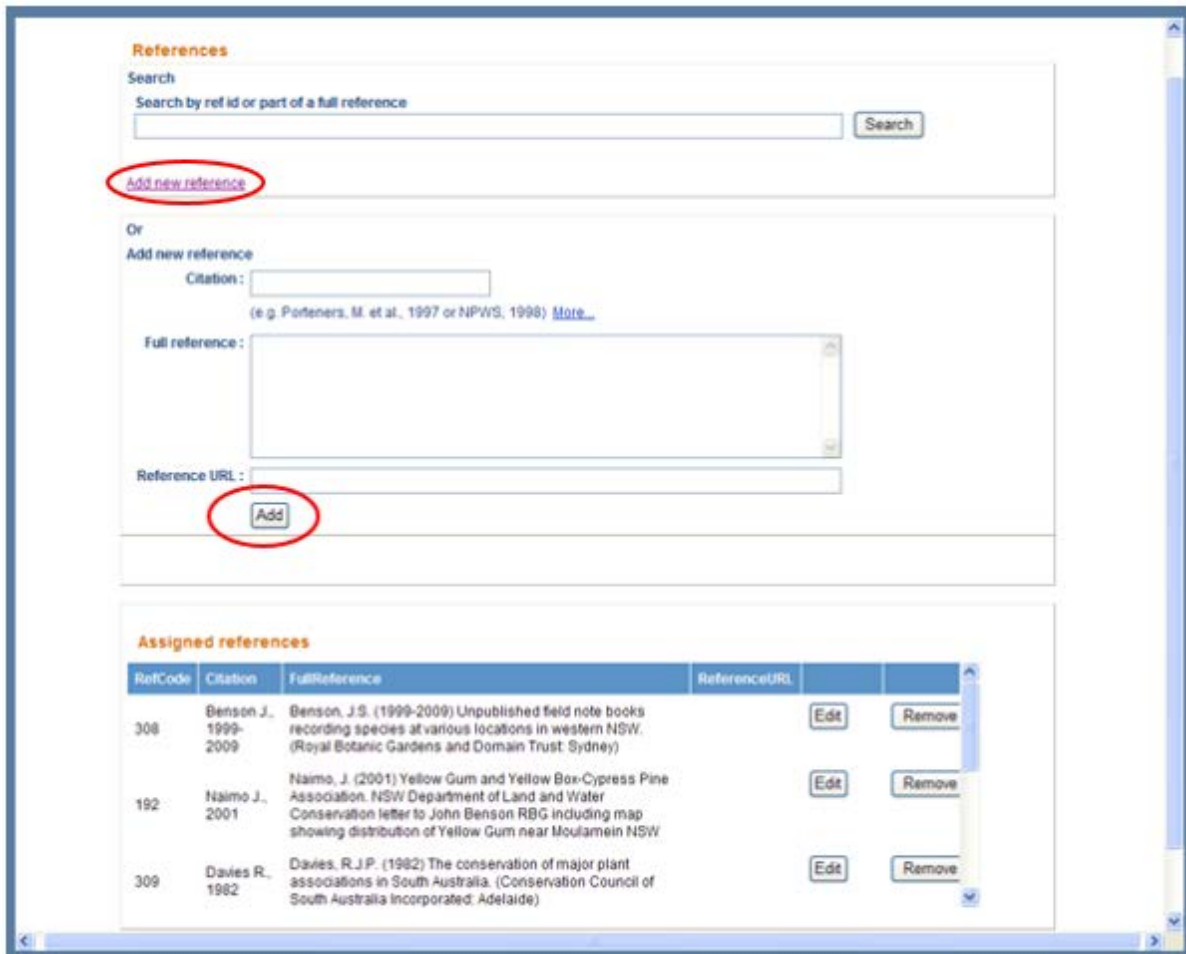 References
Search
Search by ref id or part of a full reference
Search
Add new reference
Or
Add new reference
Citation :
(e.g. Porteners, M. et al., 1997 or NPWS, 1998) More...
Full reference :
Reference URL :
Add
Assigned references
RefCode Citation FullReference ReferenceURL
308 Benson J., 1999-2009 Benson, J.S. (1999-2009) Unpublished field note books
recording species at various locations in western NSW.
(Royal Botanic Gardens and Domain Trust: Sydney)
Edit Remove
192 Naimo J., 2001 Naimo, J. (2001) Yellow Gum and Yellow Box-Cypress Pine
Association. NSW Department of Land and Water
Conservation letter to John Benson RBG including map
showing distribution of Yellow Gum near Moulamein NSW
Edit Remove
309 Davies R., 1982 Davies, R.J.P. (1982) The conservation of major plant
associations in South Australia. (Conservation Council of
South Australia Incorporated: Adelaide)
Edit Remove